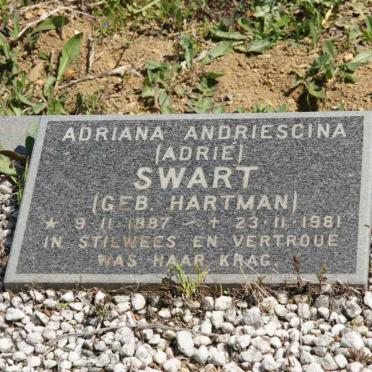 ADRIANA ANDRIESCINA
(ADRIE)
SWART
(GEB. HARTMAN)
* 9·11·1887 — + 23·11·1981
IN STILWEES EN VERTROUE
WAS HAAR KRAG.